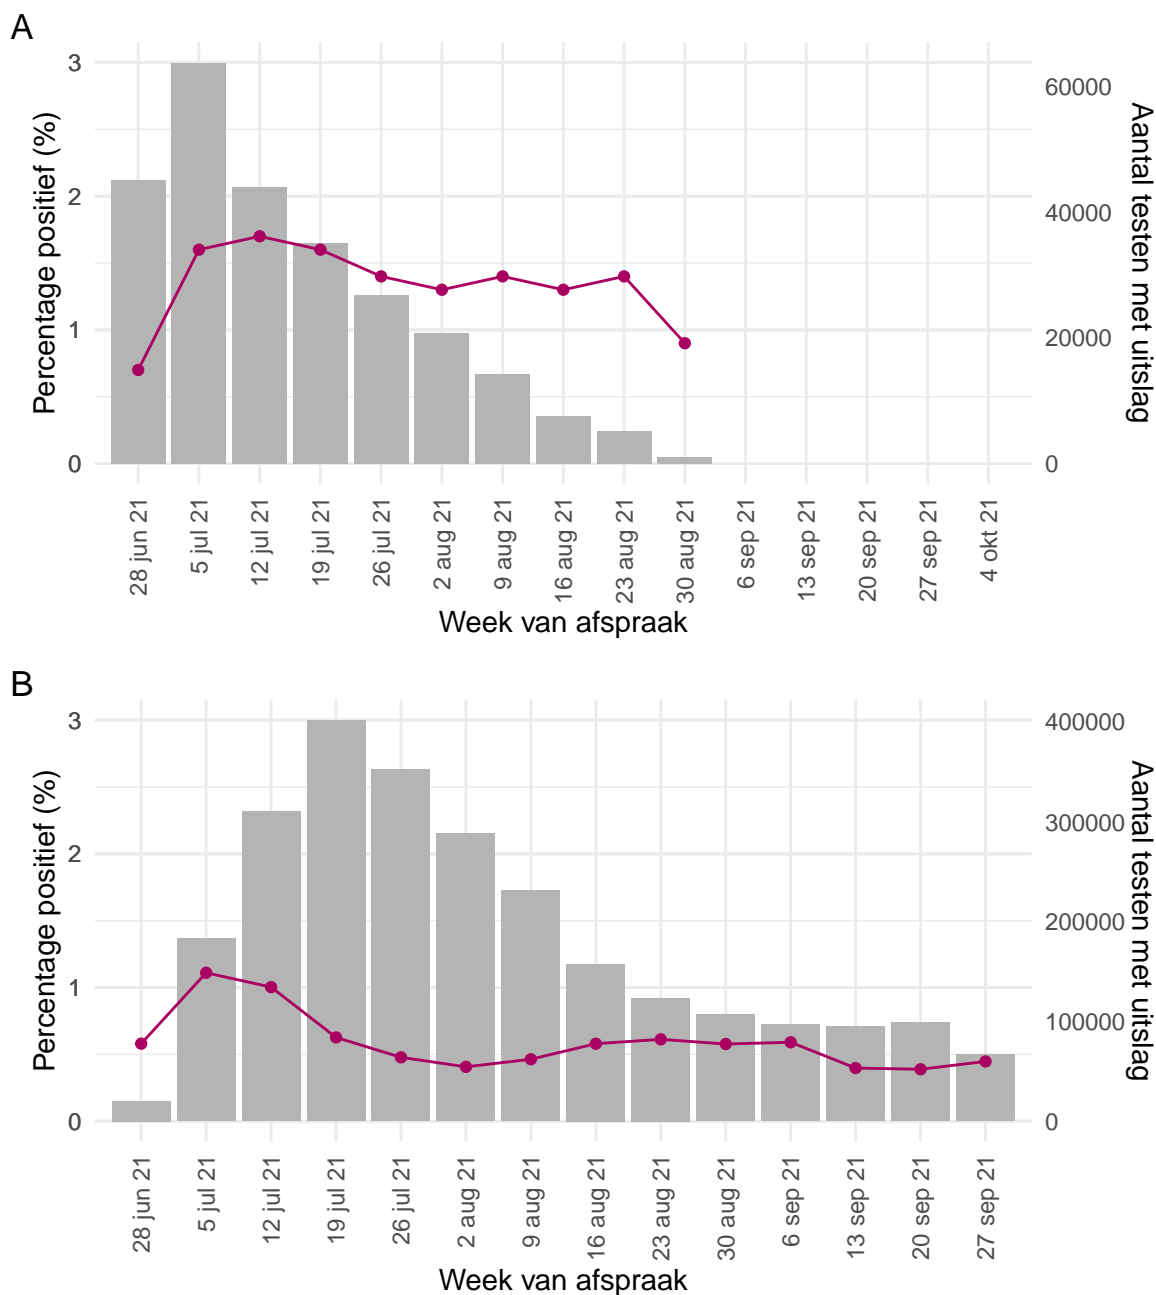 A
Percentage positief (%)
3
2
1
0
60000
40000
20000
0
Aantal testen met uitslag
28 jun 21
5 jul 21
12 jul 21
19 jul 21
26 jul 21
2 aug 21
9 aug 21
16 aug 21
23 aug 21
30 aug 21
6 sep 21
13 sep 21
20 sep 21
27 sep 21
4 okt 21
Week van afspraak
B
Percentage positief (%)
3
2
1
0
400000
300000
200000
100000
0
Aantal testen met uitslag
28 jun 21
5 jul 21
12 jul 21
19 jul 21
26 jul 21
2 aug 21
9 aug 21
16 aug 21
23 aug 21
30 aug 21
6 sep 21
13 sep 21
20 sep 21
27 sep 21
Week van afspraak